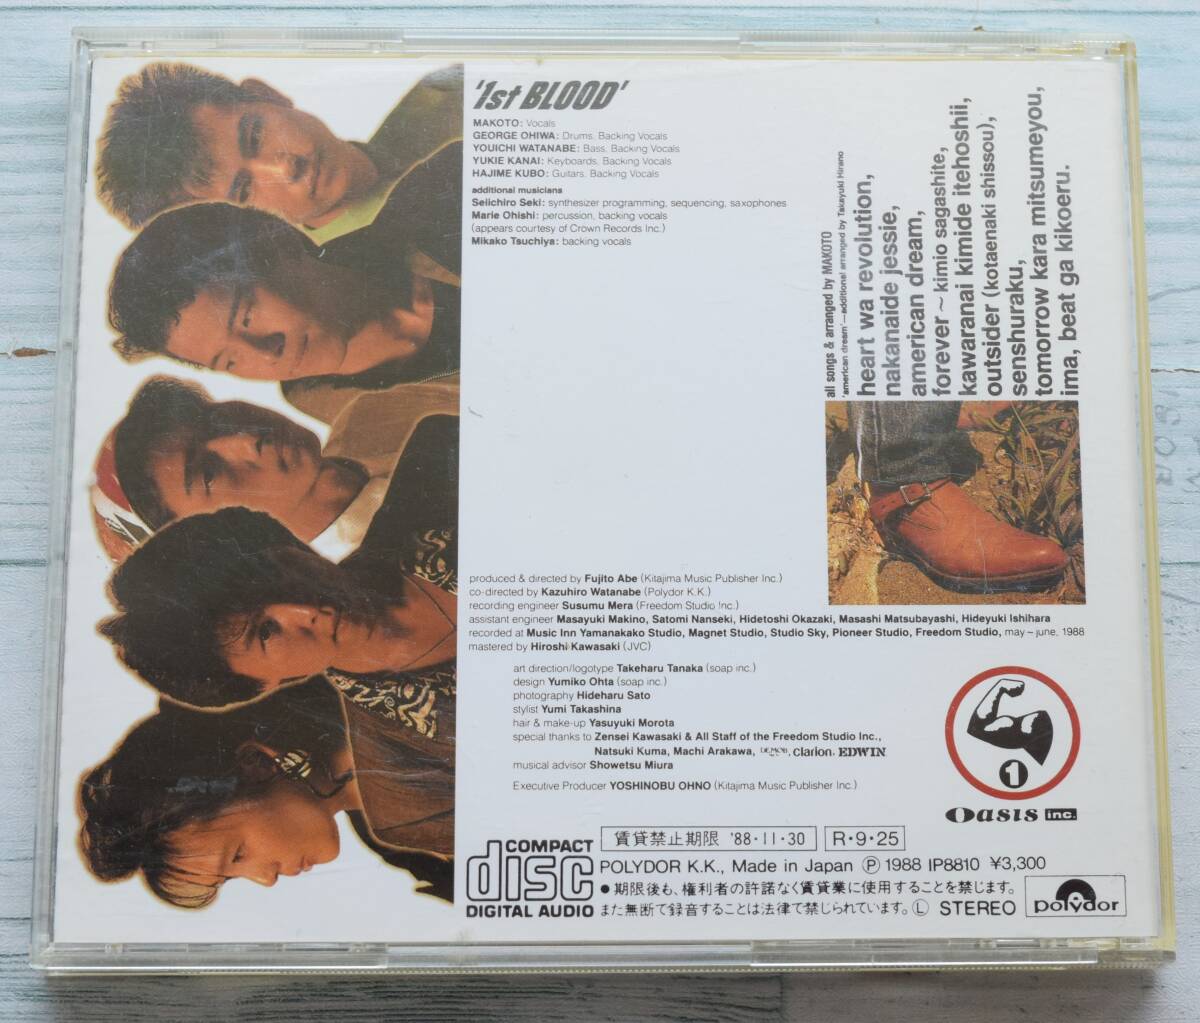 '1st BLOOD'
MAKOTO: Vocals
GEORGE OHIWA: Drums, Backing Vocals
YOUICHI WATANABE: Bass, Backing Vocals
YUKIE KANAI: Keyboards, Backing Vocals
HAJIME KUBO: Guitars, Backing Vocals
additional musicians
Seiichiro Seki: synthesizer programming, sequencing, saxophones
Marie Ohishi: percussion, backing vocals
(appears courtesy of Crown Records Inc.)
Mikako Tsuchiya: backing vocals
all songs & arranged by MAKOTO
'american dream'—additional arranged by Takayuki Hirano
heart wa revolution,
nakanaide jessie,
american dream,
forever～kimio sagashite,
kawaranai kimide itehoshii,
outsider (kotaenaki shissou),
senshuraku,
tomorrow kara mitsumeyou,
ima, beat ga kikoeru.
produced & directed by Fujito Abe (Kitajima Music Publisher Inc.)
co-directed by Kazuhiro Watanabe (Polydor K.K.)
recording engineer Susumu Mera (Freedom Studio Inc.)
assistant engineer Masayuki Makino, Satomi Nanseki, Hidetoshi Okazaki, Masashi Matsubayashi, Hideyuki Ishihara
recorded at Music Inn Yamanakako Studio, Magnet Studio, Studio Sky, Pioneer Studio, Freedom Studio, may～june, 1988
mastered by Hiroshi Kawasaki (JVC)
art direction/logotype Takeharu Tanaka (soap inc.)
design Yumiko Ohta (soap inc.)
photography Hideharu Sato
stylist Yumi Takashina
hair & make-up Yasuyuki Morota
special thanks to Zensei Kawasaki & All Staff of the Freedom Studio Inc.,
Natsuki Kuma, Machi Arakawa, clarion, EDWIN
musical advisor Showetsu Miura
Executive Producer YOSHINOBU OHNO (Kitajima Music Publisher Inc.)
1
Oasis inc.
COMPACT
disc
DIGITAL AUDIO
賃貸禁止期限 '88・11・30
R・9・25
POLYDOR K.K., Made in Japan Ⓟ 1988 IP8810 ¥3,300
●期限後も、権利者の許諾なく賃貸業に使用することを禁じます。
また無断で録音することは法律で禁じられています。Ⓛ STEREO
polydor